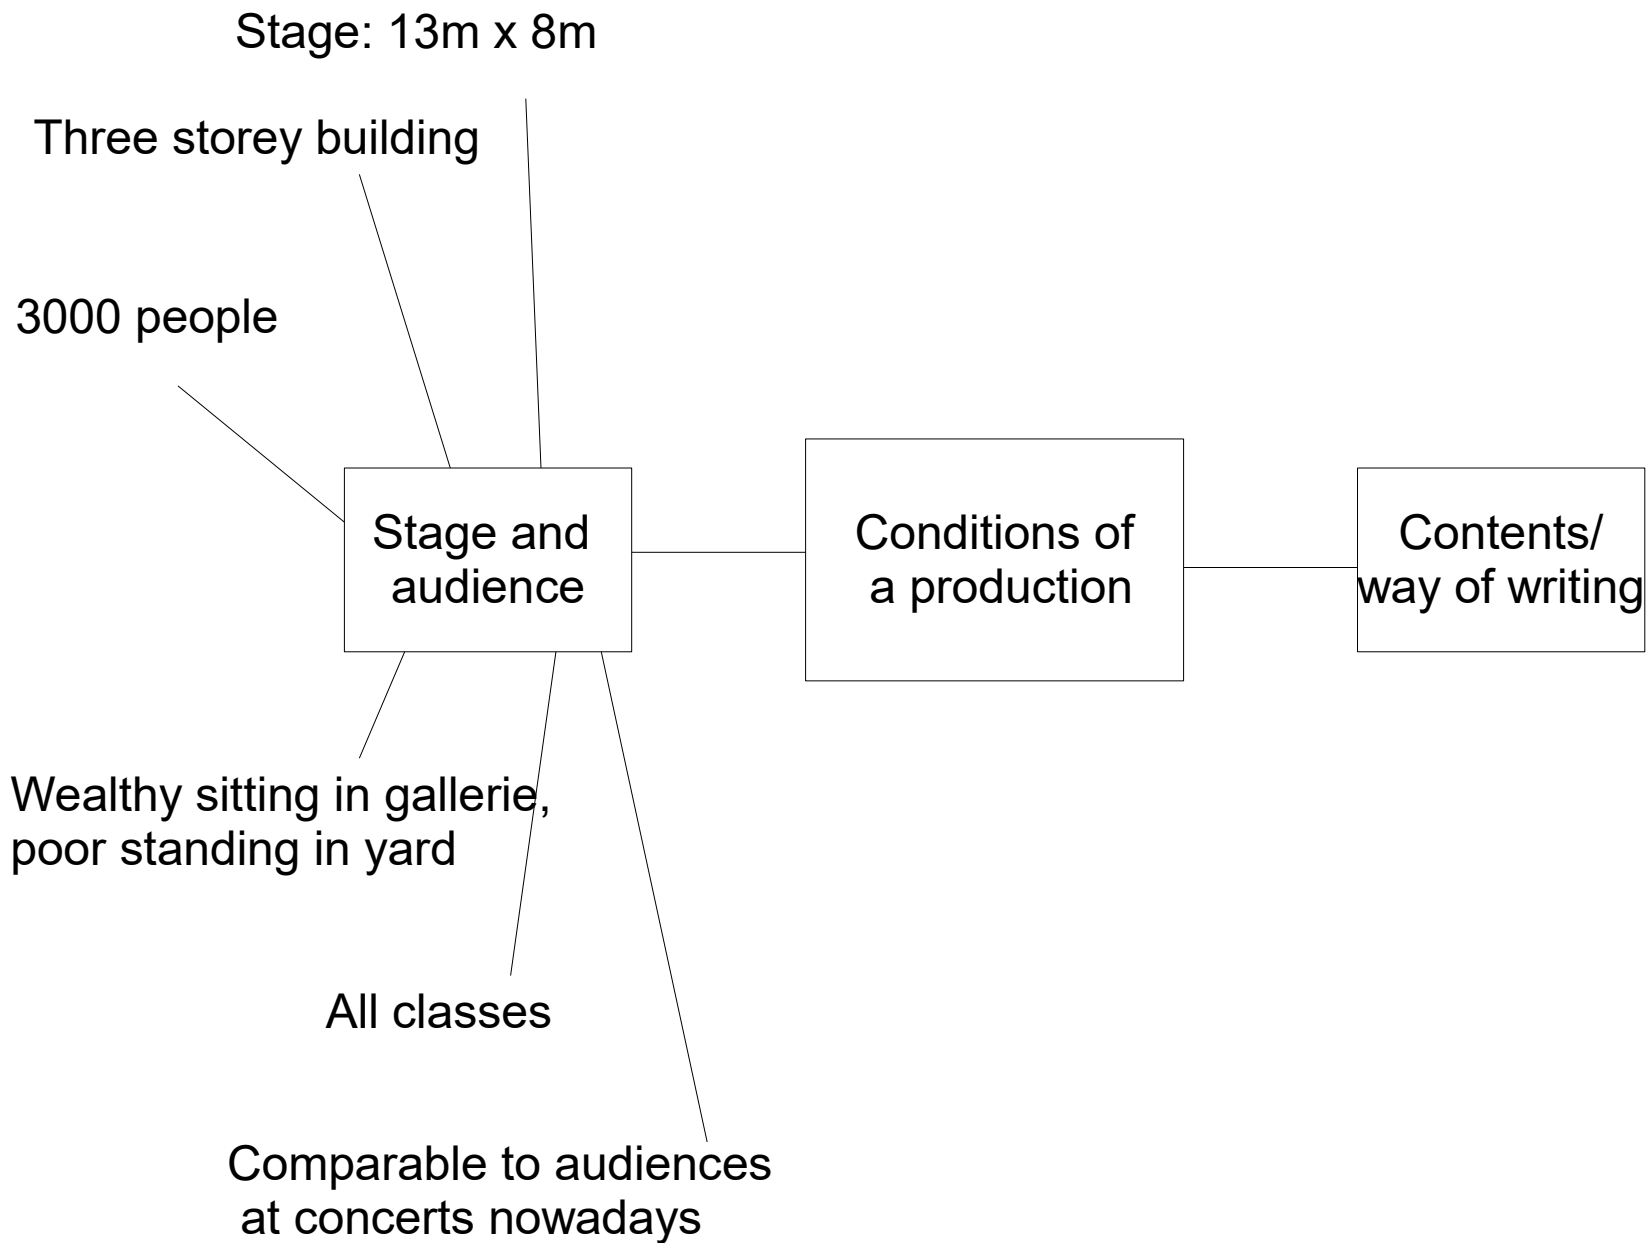 Stage: 13m x 8m
Three storey building
3000 people
Stage and
audience
Conditions of
a production
Contents/
way of writing
Wealthy sitting in gallerie,
poor standing in yard
All classes
Comparable to audiences
at concerts nowadays